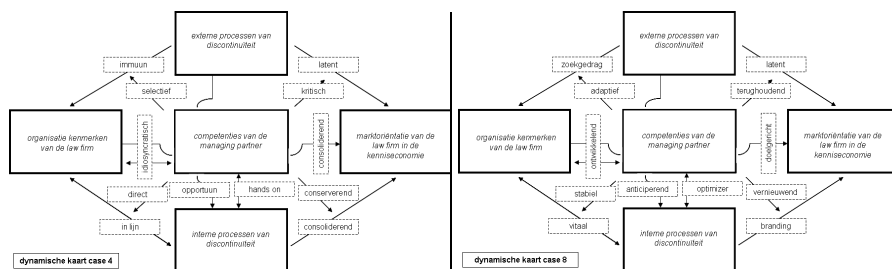 externe processen van
discontinuïteit
immuun
latent
selectief
kritisch
organisatie kenmerken
van de law firm
idiosyncratisch
competenties van de
managing partner
consoliderend
marktoriëntatie van de
law firm in de
kenniseconomie
direct
opportuun
hands on
conserverend
in lijn
consoliderend
interne processen van
discontinuïteit
dynamische kaart case 4
externe processen van
discontinuïteit
zoekgedrag
latent
adaptief
terughoudend
organisatie kenmerken
van de law firm
ontwikkelend
competenties van de
managing partner
doelgericht
marktoriëntatie van de
law firm in de
kenniseconomie
stabiel
anticiperend
optimizer
vernieuwend
vitaal
branding
interne processen van
discontinuïteit
dynamische kaart case 8